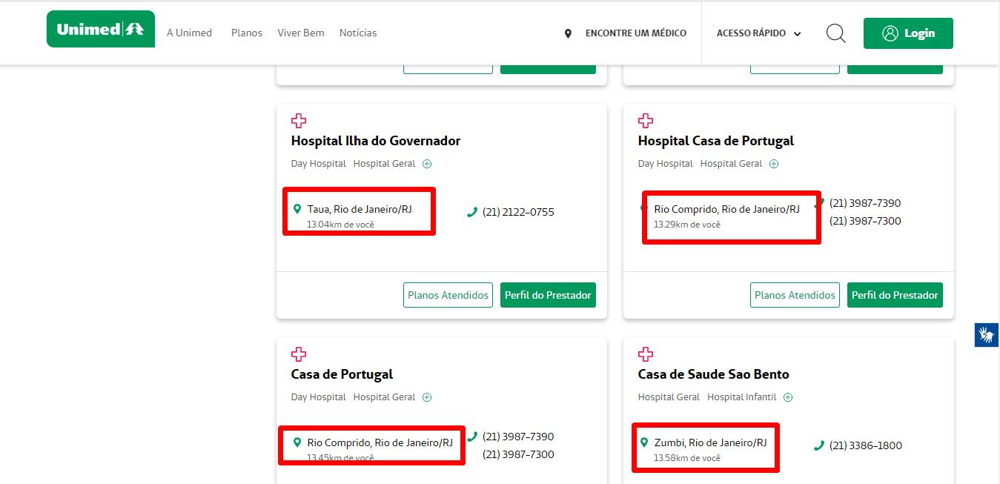 Unimed
A Unimed
Planos
Viver Bem
Notícias
ENCONTRE UM MÉDICO
ACESSO RÁPIDO
Login
Hospital Ilha do Governador
Day Hospital Hospital Geral
Taua, Rio de Janeiro/RJ
13.04km de você
(21) 2122-0755
Planos Atendidos
Perfil do Prestador
Hospital Casa de Portugal
Day Hospital Hospital Geral
Rio Comprido, Rio de Janeiro/RJ
13.29km de você
(21) 3987-7390
(21) 3987-7300
Planos Atendidos
Perfil do Prestador
Casa de Portugal
Day Hospital Hospital Geral
Rio Comprido, Rio de Janeiro/RJ
13.45km de você
(21) 3987-7390
(21) 3987-7300
Casa de Saude Sao Bento
Hospital Geral Hospital Infantil
Zumbi, Rio de Janeiro/RJ
13.58km de você
(21) 3386-1800